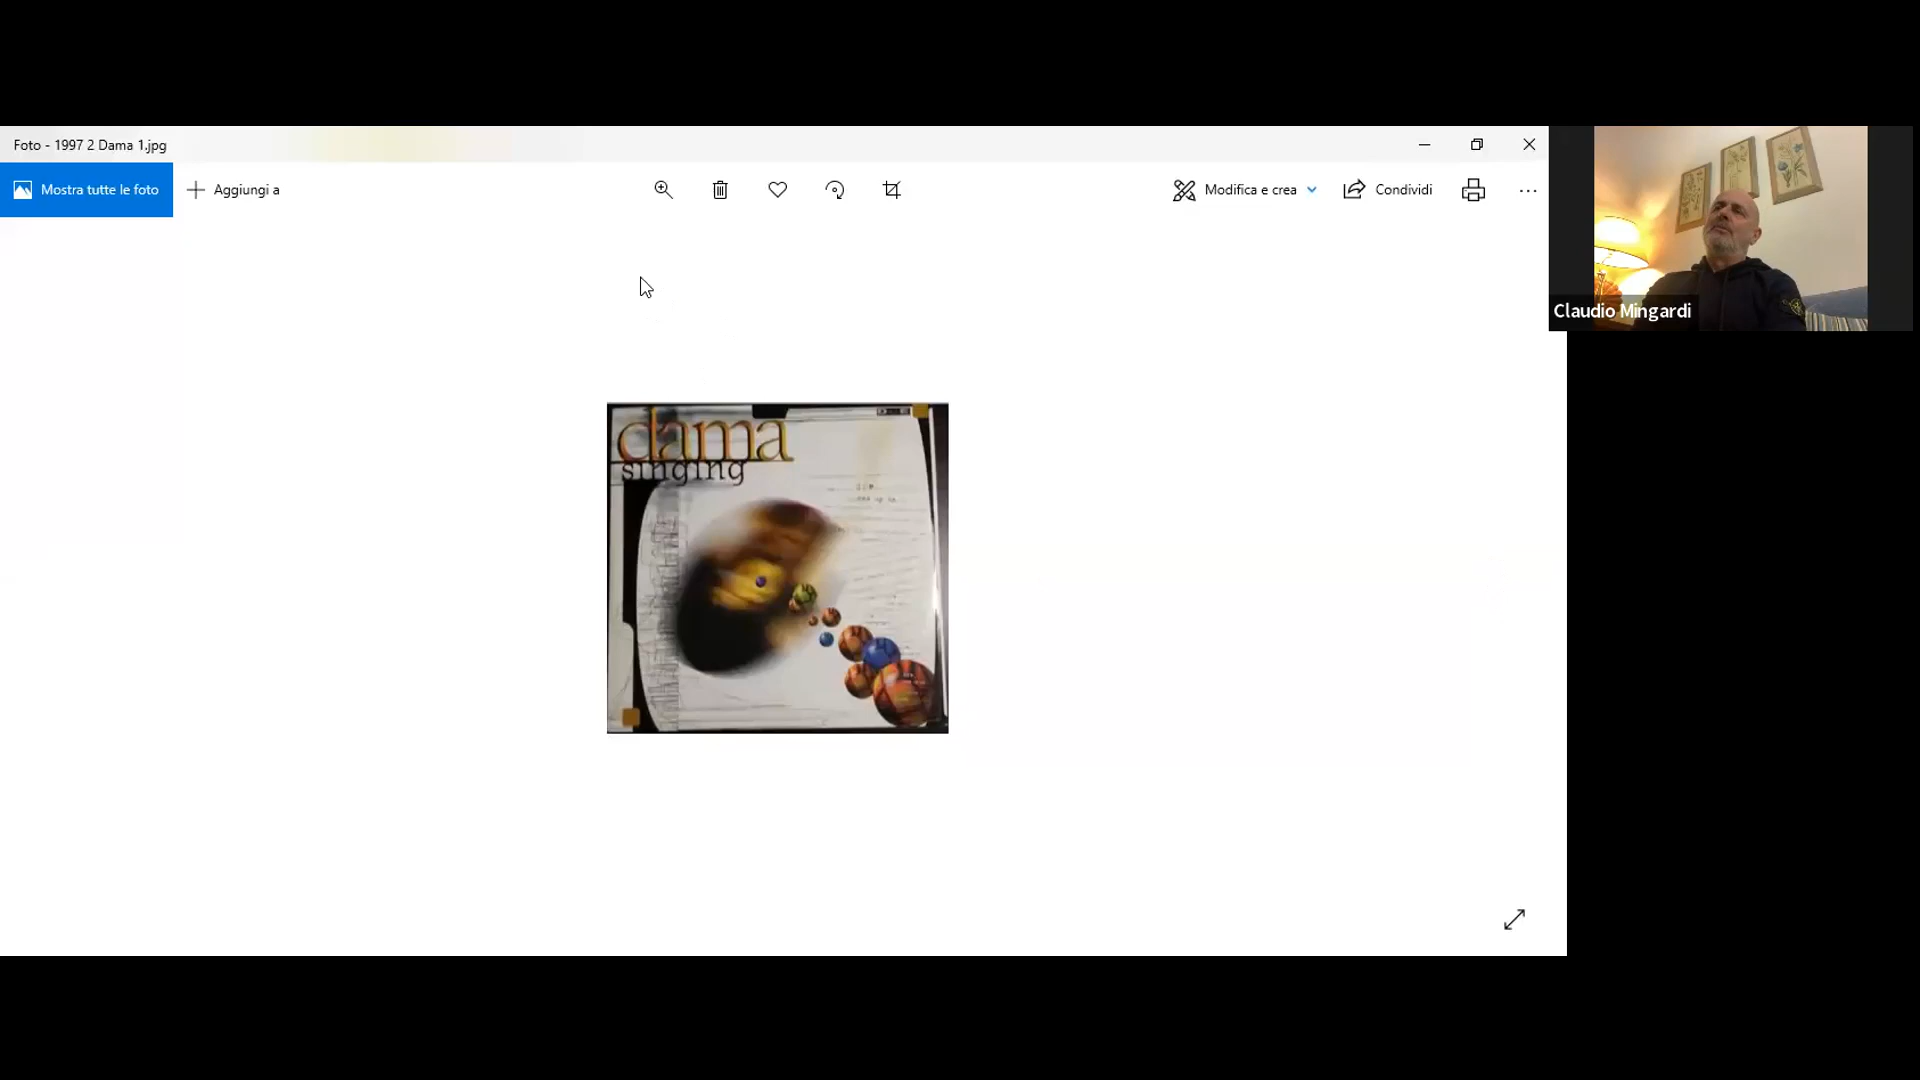 Foto - 1997 2 Dama 1.jpg
Mostra tutte le foto
Aggiungi a
Modifica e crea
Condividi
Claudio Mingardi
dama
singing